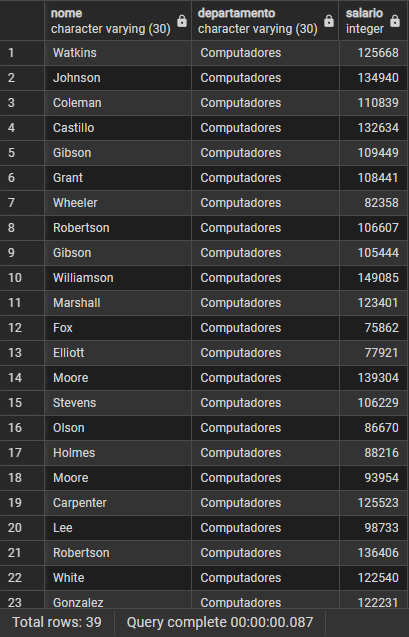 nome departamento salario
character varying (30) character varying (30) integer
1 Watkins Computadores 125668
2 Johnson Computadores 134940
3 Coleman Computadores 110839
4 Castillo Computadores 132634
5 Gibson Computadores 109449
6 Grant Computadores 108441
7 Wheeler Computadores 82358
8 Robertson Computadores 106607
9 Gibson Computadores 105444
10 Williamson Computadores 149085
11 Marshall Computadores 123401
12 Fox Computadores 75862
13 Elliott Computadores 77921
14 Moore Computadores 139304
15 Stevens Computadores 106229
16 Olson Computadores 86670
17 Holmes Computadores 88216
18 Moore Computadores 93954
19 Carpenter Computadores 125523
20 Lee Computadores 98733
21 Robertson Computadores 136406
22 White Computadores 122540
23 Gonzalez Computadores 122231
Total rows: 39 Query complete 00:00:00.087